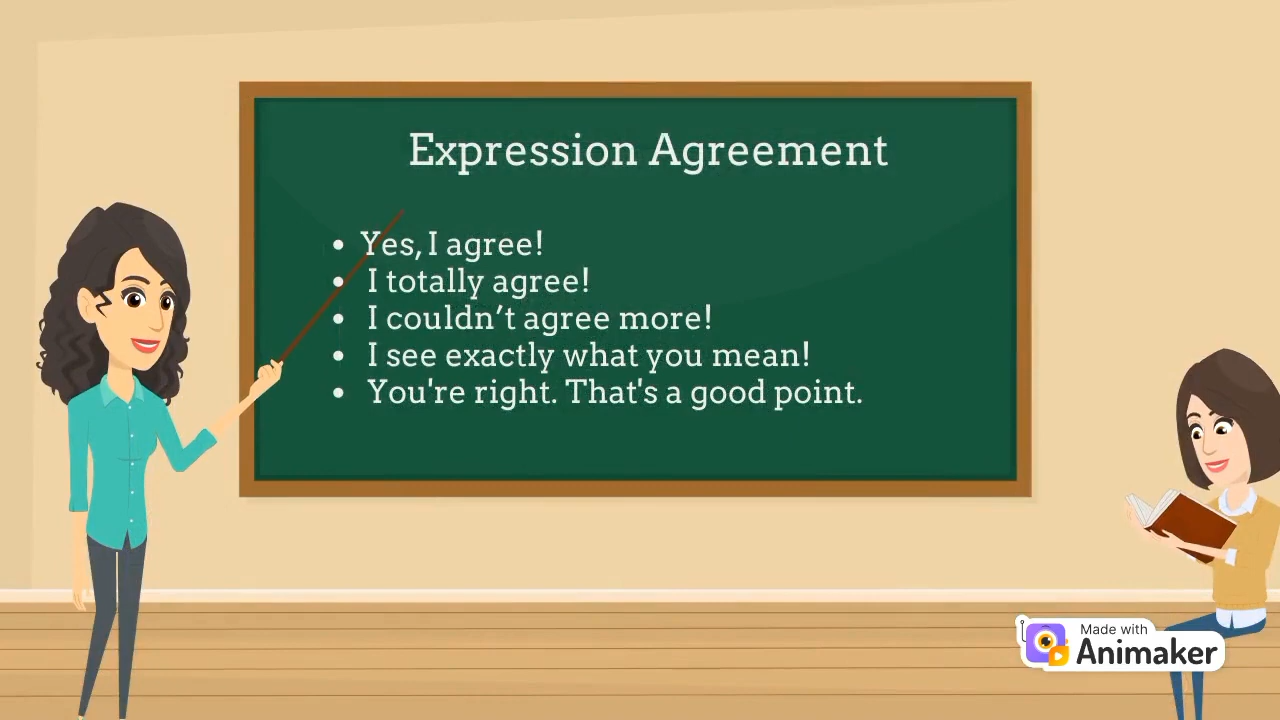 Expression Agreement
• Yes, I agree!
• I totally agree!
• I couldn’t agree more!
• I see exactly what you mean!
• You're right. That's a good point.
Made with
Animaker